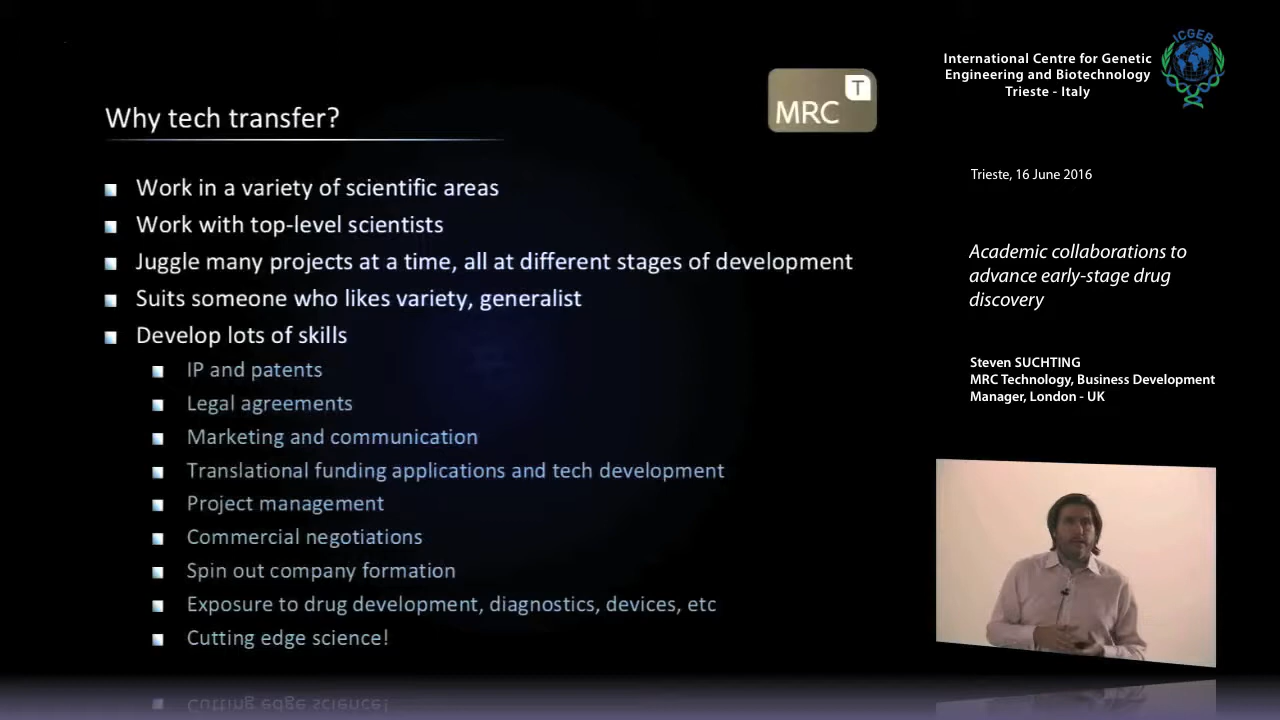 Why tech transfer?
MRC
T
Work in a variety of scientific areas
Work with top-level scientists
Juggle many projects at a time, all at different stages of development
Suits someone who likes variety, generalist
Develop lots of skills
IP and patents
Legal agreements
Marketing and communication
Translational funding applications and tech development
Project management
Commercial negotiations
Spin out company formation
Exposure to drug development, diagnostics, devices, etc
Cutting edge science!
International Centre for Genetic
Engineering and Biotechnology
Trieste - Italy
ICGEB
Trieste, 16 June 2016
Academic collaborations to
advance early-stage drug
discovery
Steven SUCHTING
MRC Technology, Business Development
Manager, London - UK